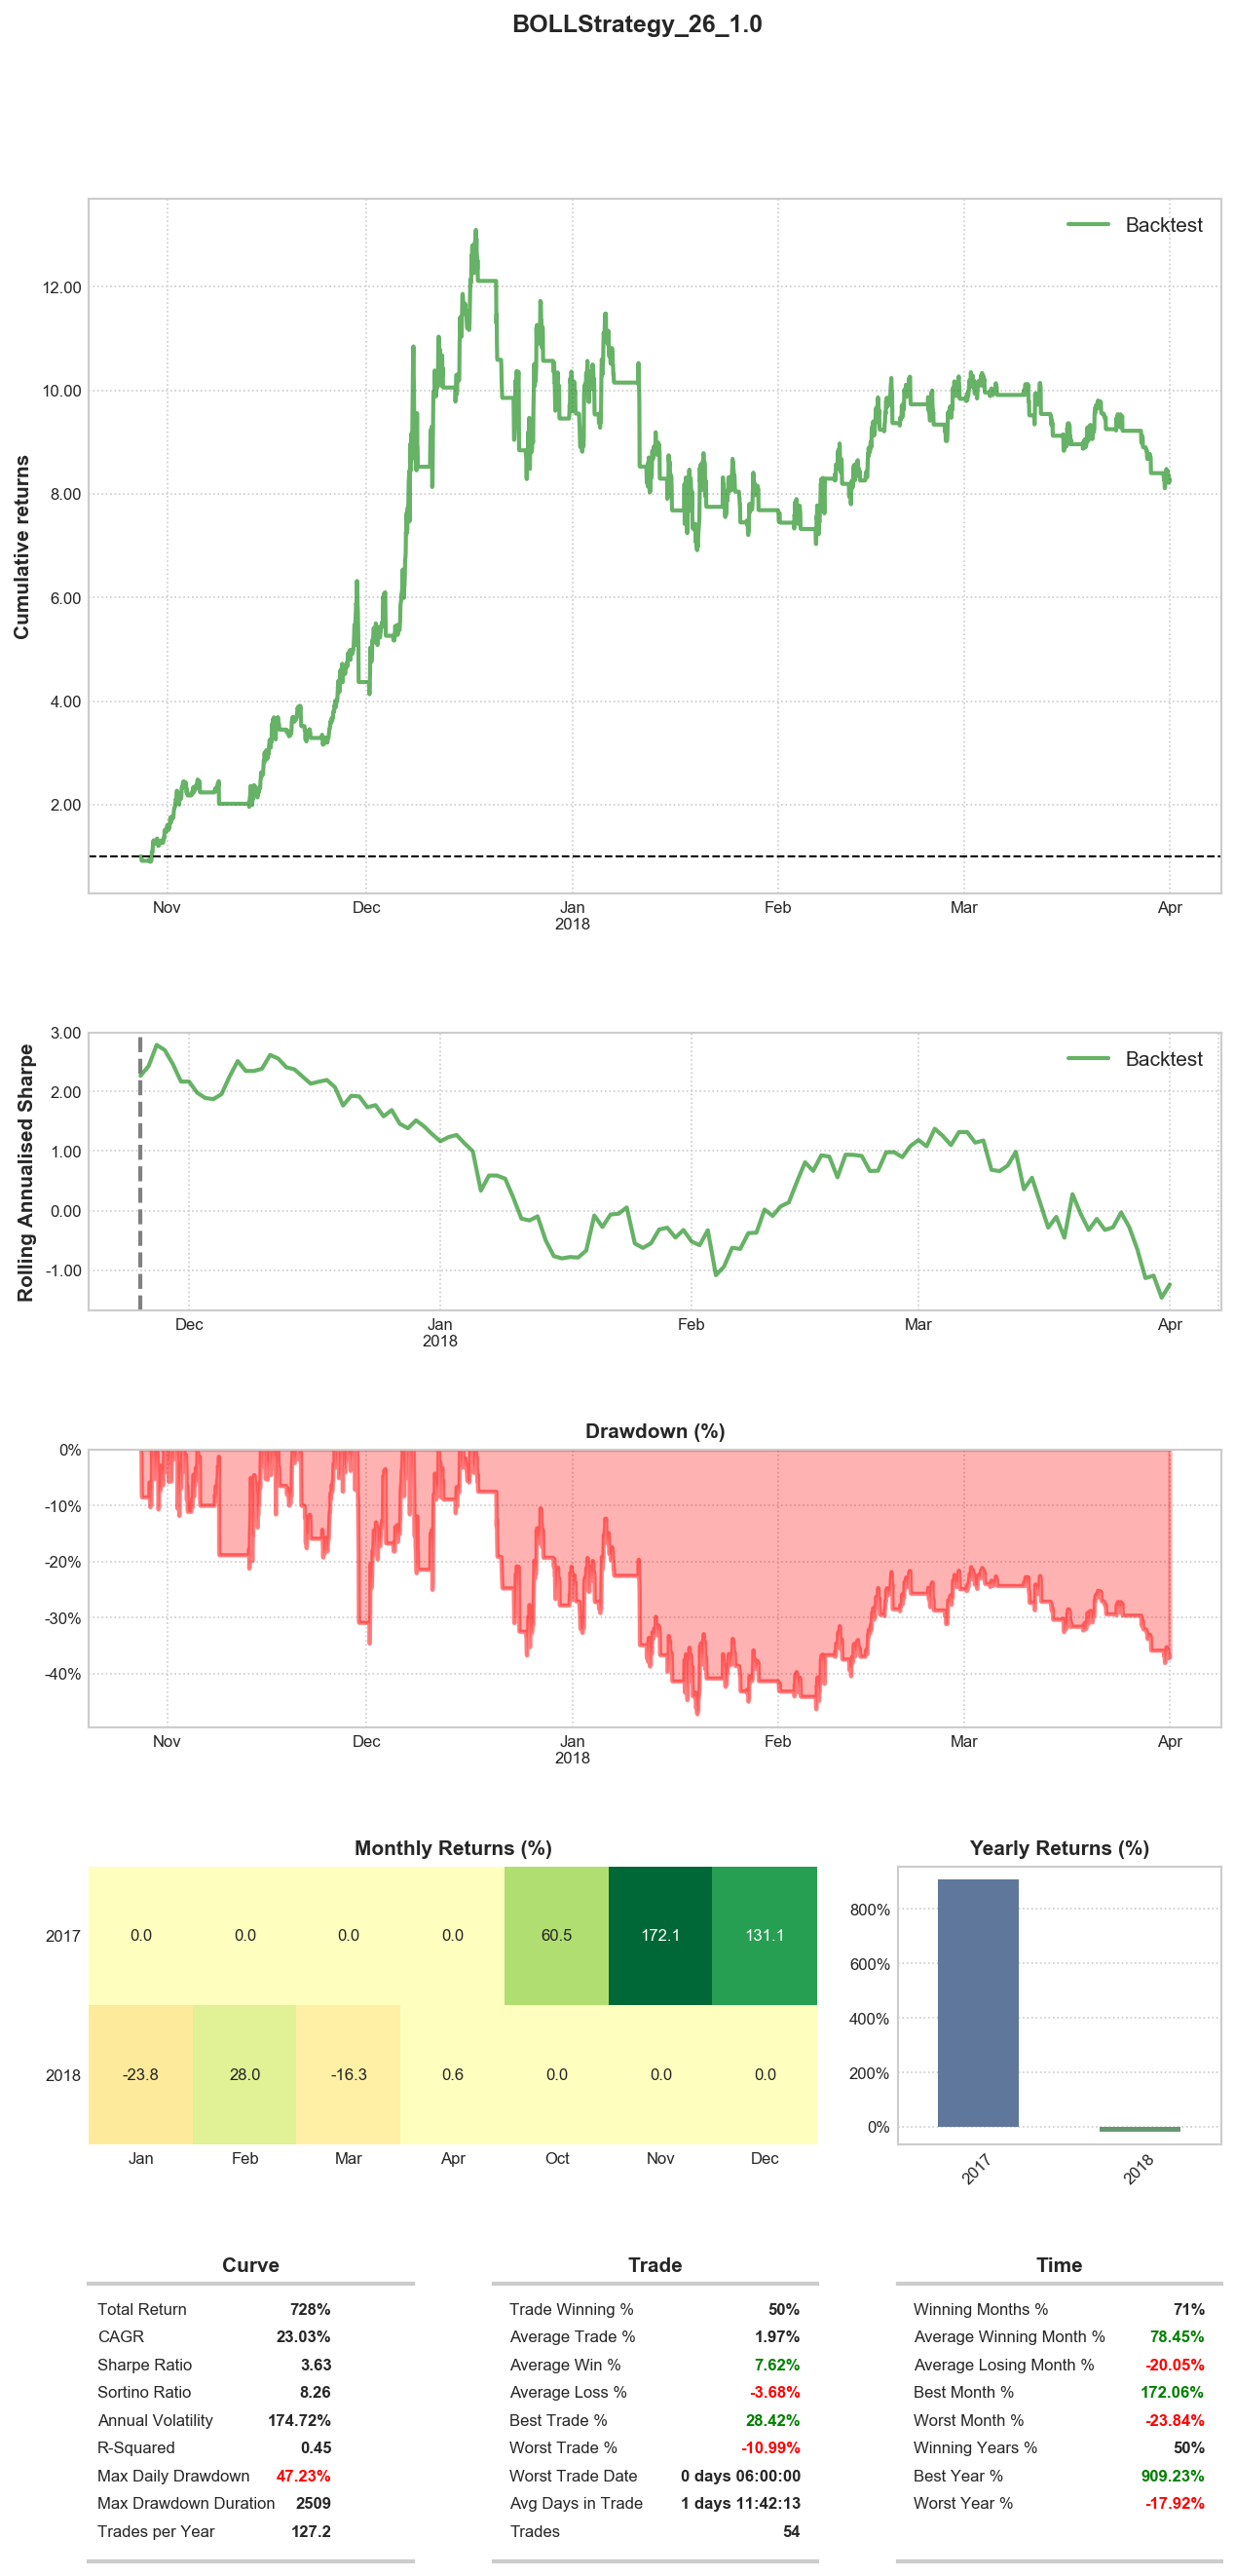 BOLLStrategy_26_1.0
Backtest
Cumulative returns
12.00
10.00
8.00
6.00
4.00
2.00
Nov Dec Jan Feb Mar Apr
2018
Backtest
Rolling Annualised Sharpe
3.00
2.00
1.00
0.00
-1.00
Dec Jan Feb Mar Apr
2018
Drawdown (%)
0%
-10%
-20%
-30%
-40%
Nov Dec Jan Feb Mar Apr
2018
Monthly Returns (%)
2017 0.0 0.0 0.0 0.0 60.5 172.1 131.1
2018 -23.8 28.0 -16.3 0.6 0.0 0.0 0.0
Jan Feb Mar Apr Oct Nov Dec
Yearly Returns (%)
800%
600%
400%
200%
0%
2017 2018
Curve
Total Return 728%
CAGR 23.03%
Sharpe Ratio 3.63
Sortino Ratio 8.26
Annual Volatility 174.72%
R-Squared 0.45
Max Daily Drawdown 47.23%
Max Drawdown Duration 2509
Trades per Year 127.2
Trade
Trade Winning % 50%
Average Trade % 1.97%
Average Win % 7.62%
Average Loss % -3.68%
Best Trade % 28.42%
Worst Trade % -10.99%
Worst Trade Date 0 days 06:00:00
Avg Days in Trade 1 days 11:42:13
Trades 54
Time
Winning Months % 71%
Average Winning Month % 78.45%
Average Losing Month % -20.05%
Best Month % 172.06%
Worst Month % -23.84%
Winning Years % 50%
Best Year % 909.23%
Worst Year % -17.92%